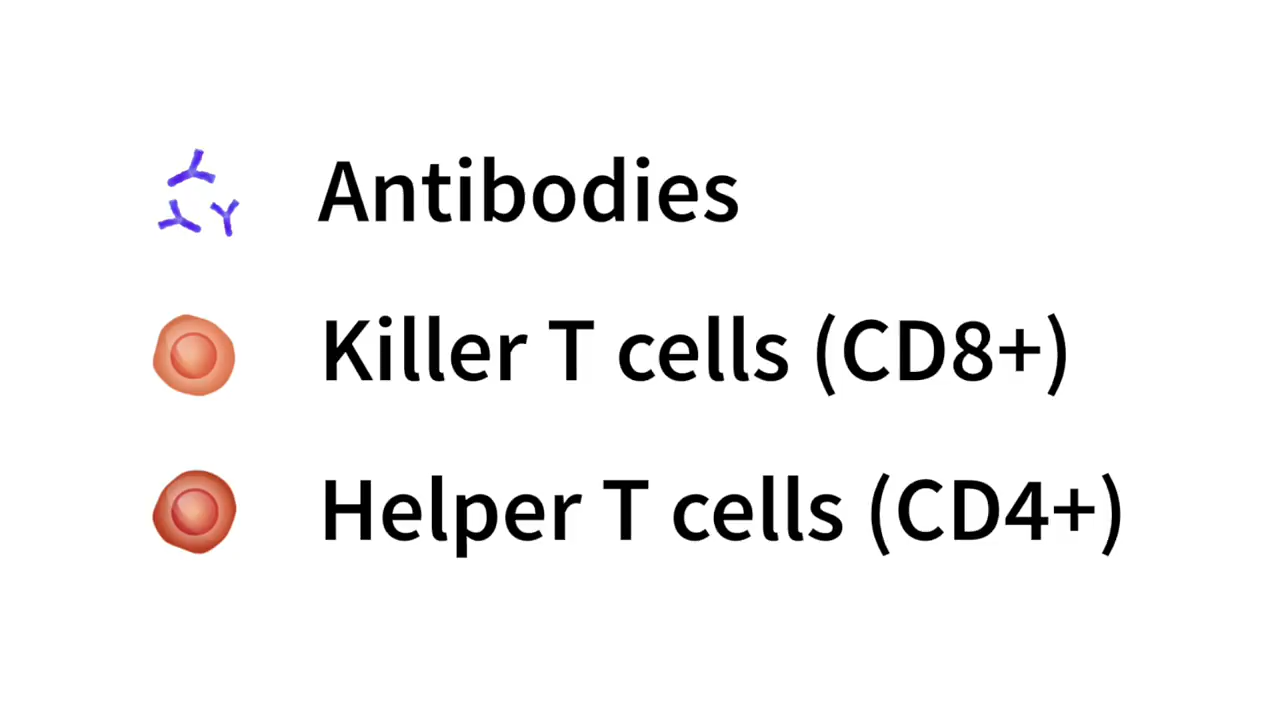 Antibodies
Killer T cells (CD8+)
Helper T cells (CD4+)